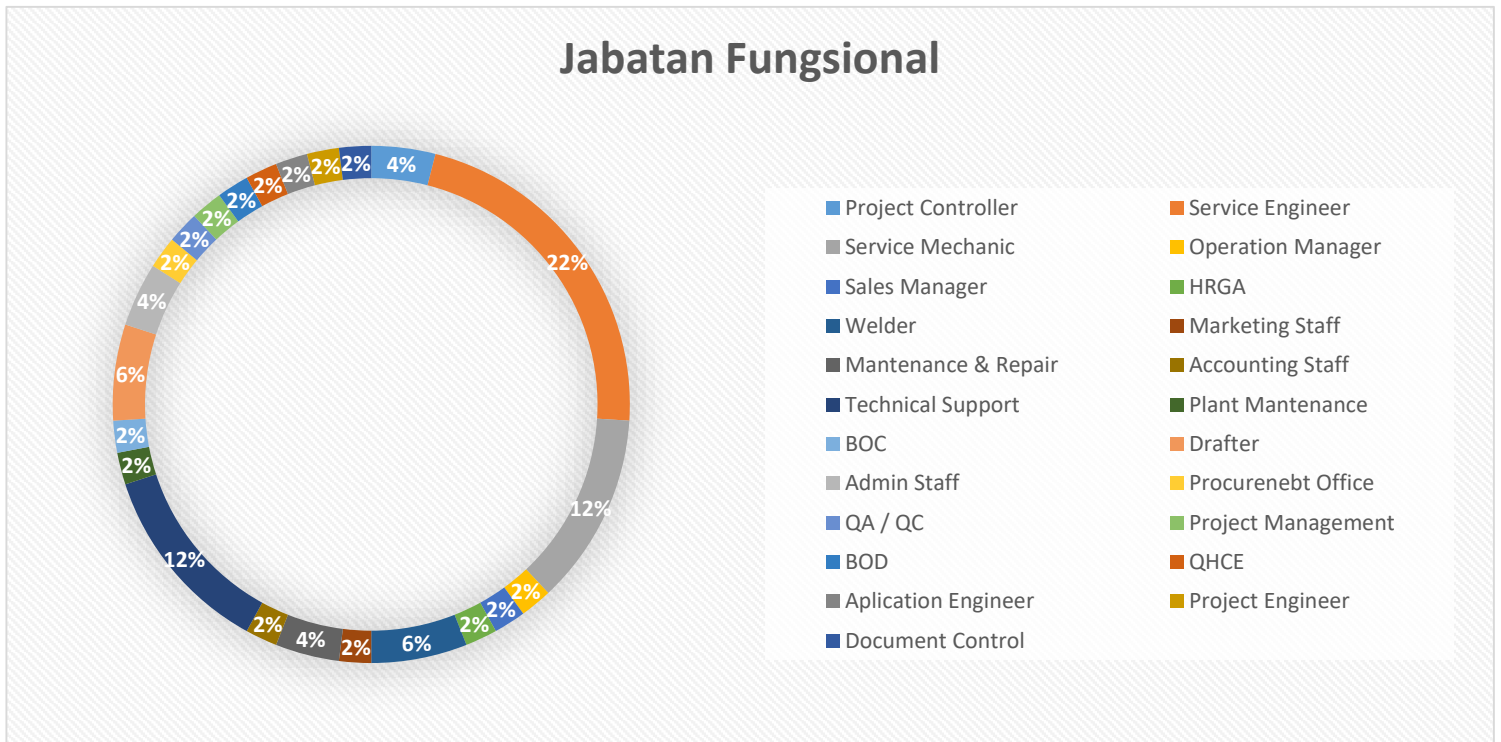 Jabatan Fungsional
4%
22%
12%
2%
2%
2%
6%
2%
4%
2%
12%
2%
2%
6%
4%
2%
2%
2%
2%
2%
2%
2%
2%
Project Controller
Service Engineer
Service Mechanic
Operation Manager
Sales Manager
HRGA
Welder
Marketing Staff
Mantenance & Repair
Accounting Staff
Technical Support
Plant Mantenance
BOC
Drafter
Admin Staff
Procurenebt Office
QA / QC
Project Management
BOD
QHCE
Aplication Engineer
Project Engineer
Document Control